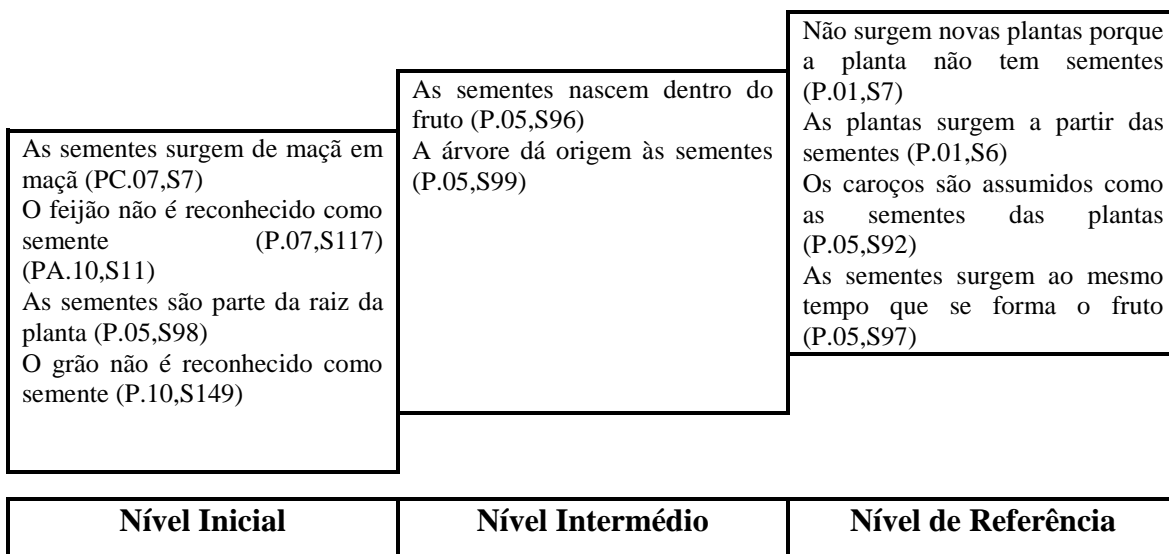 As sementes surgem de maçã em
maçã (PC.07,S7)
O feijão não é reconhecido como
semente (P.07,S117)
(PA.10,S11)
As sementes são parte da raiz da
planta (P.05,S98)
O grão não é reconhecido como
semente (P.10,S149)
As sementes nascem dentro do
fruto (P.05,S96)
A árvore dá origem às sementes
(P.05,S99)
Não surgem novas plantas porque
a planta não tem sementes
(P.01,S7)
As plantas surgem a partir das
sementes (P.01,S6)
Os caroços são assumidos como
as sementes das plantas
(P.05,S92)
As sementes surgem ao mesmo
tempo que se forma o fruto
(P.05,S97)
Nível Inicial
Nível Intermédio
Nível de Referência